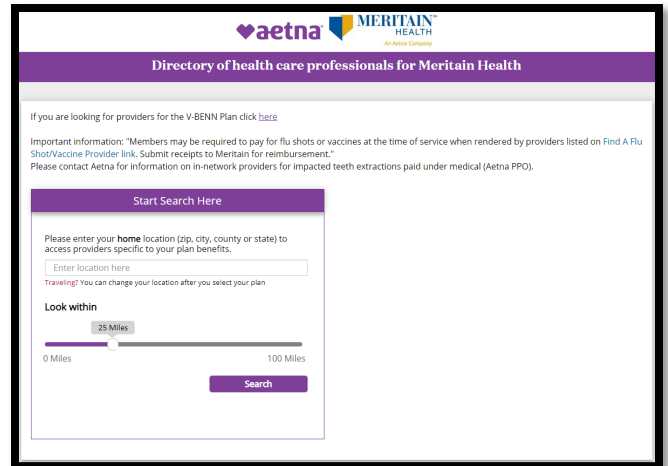 aetna
MERITAIN
HEALTH
An Aetna Company
Directory of health care professionals for Meritain Health
If you are looking for providers for the V-BENN Plan click here
Important information: "Members may be required to pay for flu shots or vaccines at the time of service when rendered by providers listed on Find A Flu
Shot/Vaccine Provider link. Submit receipts to Meritain for reimbursement."
Please contact Aetna for information on in-network providers for impacted teeth extractions paid under medical (Aetna PPO).
Start Search Here
Please enter your home location (zip, city, county or state) to
access providers specific to your plan benefits.
Enter location here
Traveling? You can change your location after you select your plan
Look within
25 Miles
0 Miles 100 Miles
Search